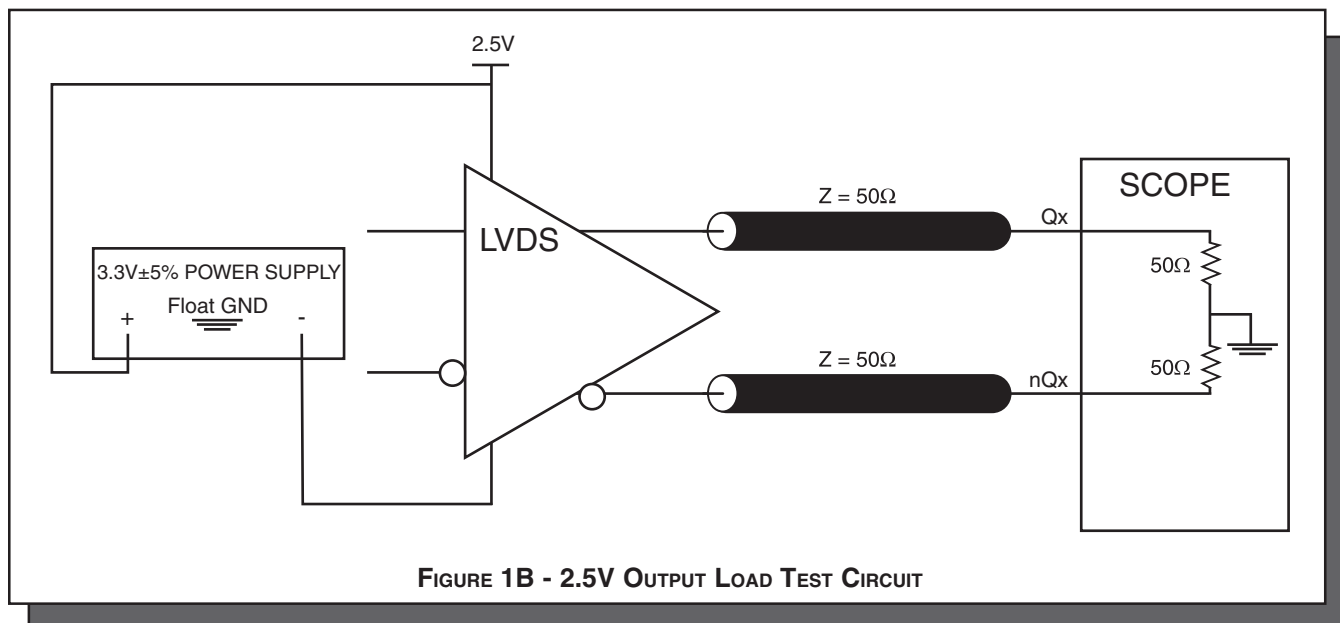 2.5V
SCOPE
Z = 50Ω
Qx
LVDS
50Ω
3.3V±5% POWER SUPPLY
Float GND
+ -
Z = 50Ω
nQx
50Ω
FIGURE 1B - 2.5V OUTPUT LOAD TEST CIRCUIT